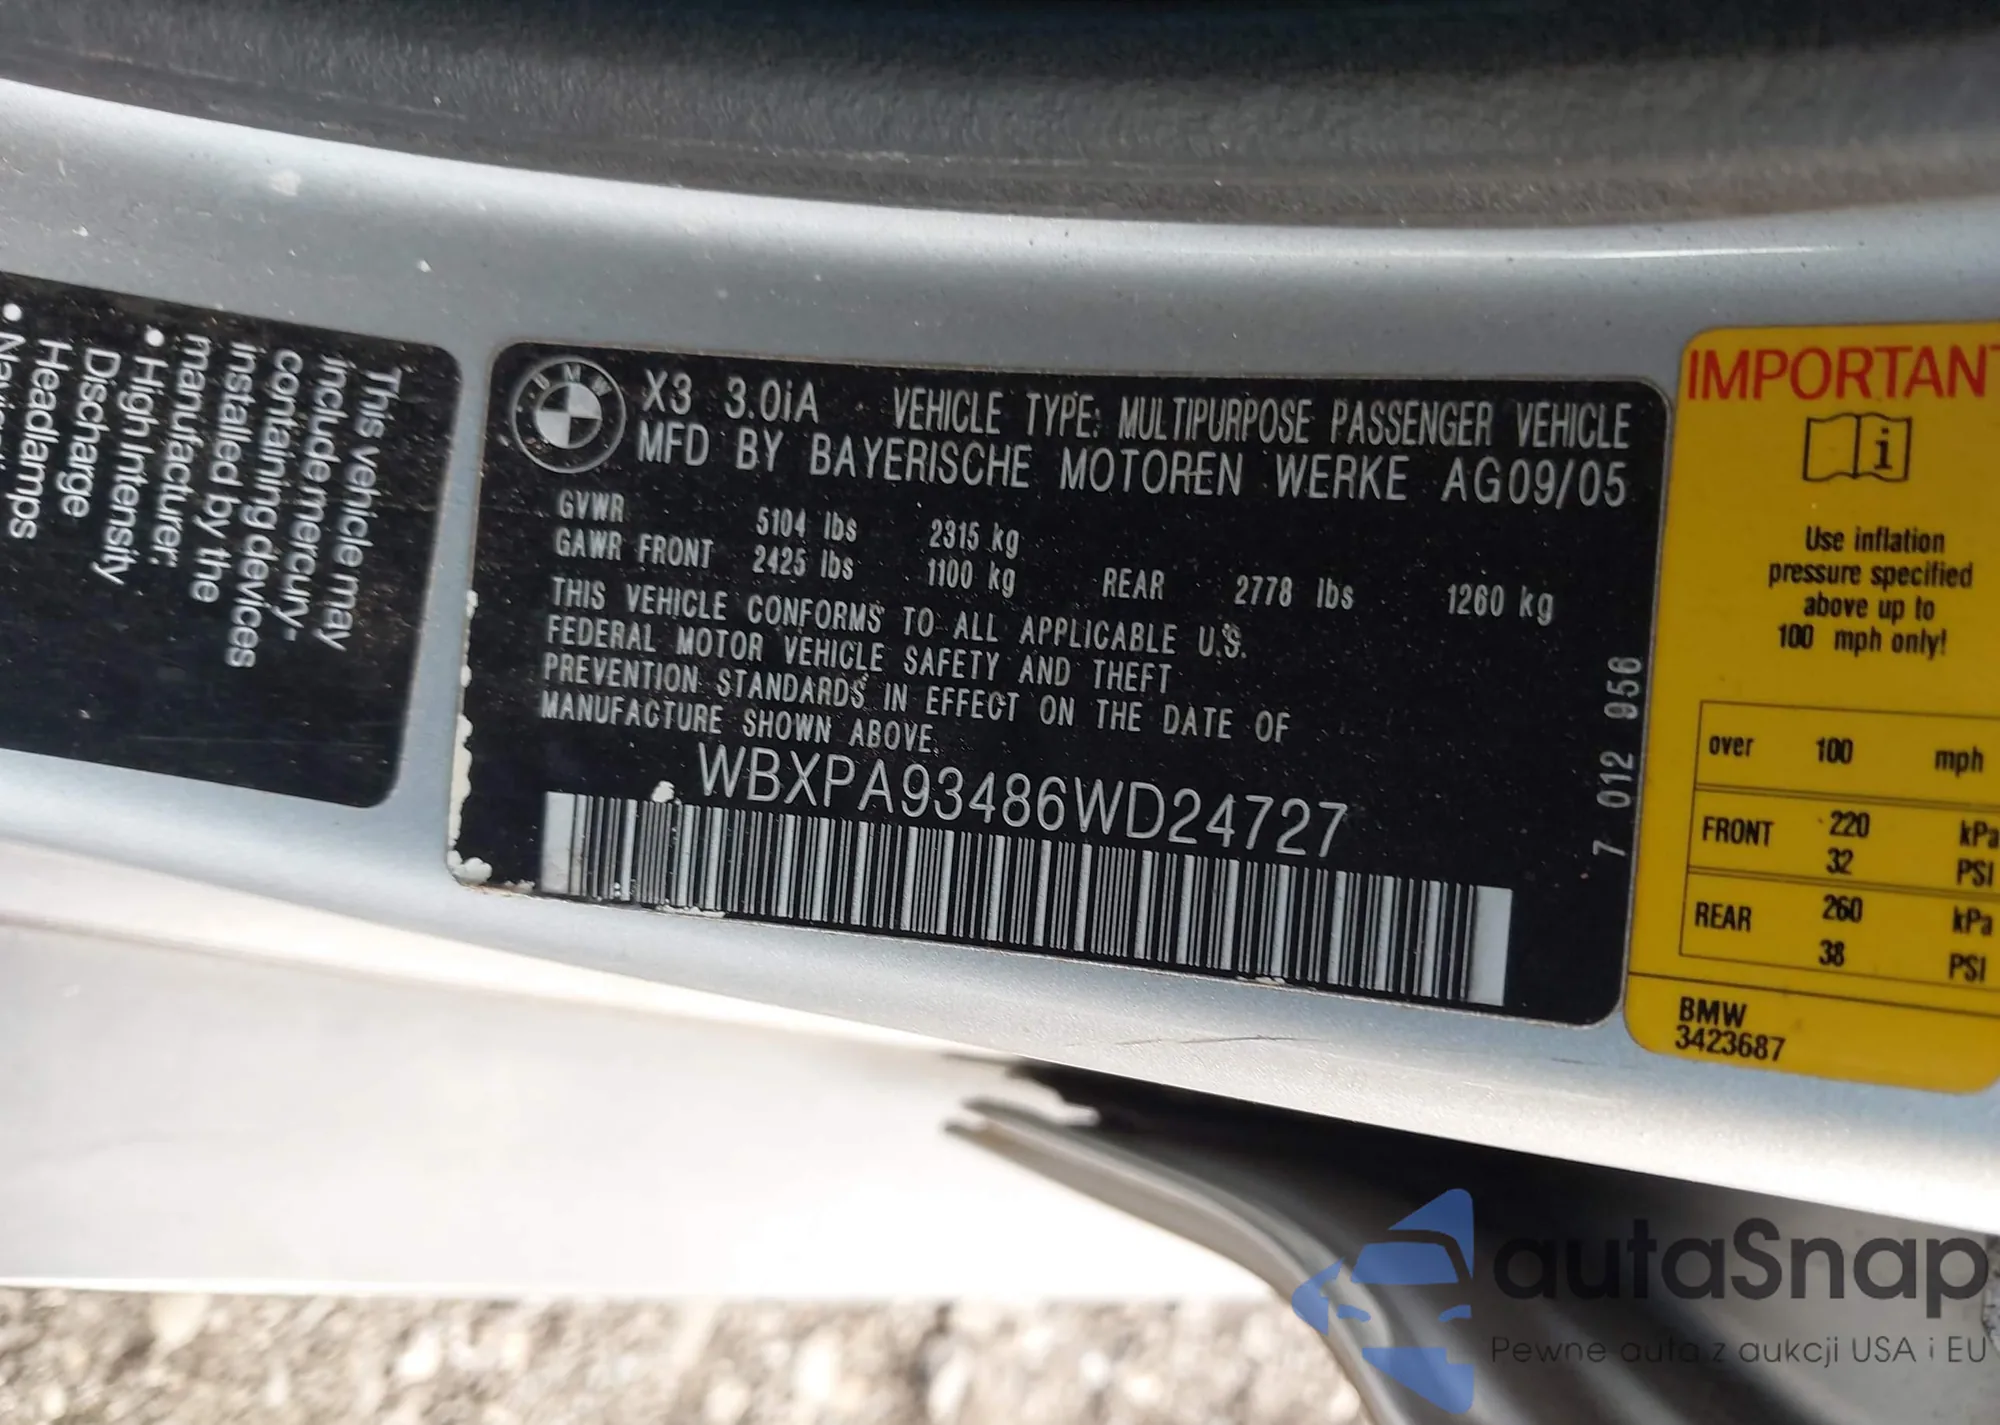 This vehicle may
include mercury-
containing devices
installed by the
manufacturer:
• High Intensity
Discharge
Headlamps
BMW
X3 3.0iA VEHICLE TYPE: MULTIPURPOSE PASSENGER VEHICLE
MFD BY BAYERISCHE MOTOREN WERKE AG09/05
GVWR 5104 lbs 2315 kg
GAWR FRONT 2425 lbs 1100 kg REAR 2778 lbs 1260 kg
THIS VEHICLE CONFORMS TO ALL APPLICABLE U.S.
FEDERAL MOTOR VEHICLE SAFETY AND THEFT
PREVENTION STANDARDS IN EFFECT ON THE DATE OF
MANUFACTURE SHOWN ABOVE.
WBXPA93486WD24727
7 012 956
IMPORTANT
Use inflation
pressure specified
above up to
100 mph only!
over 100 mph
FRONT 220 kPa
32 PSI
REAR 260 kPa
38 PSI
BMW
3423687
autaSnap
Pewne auta z aukcji USA i EU